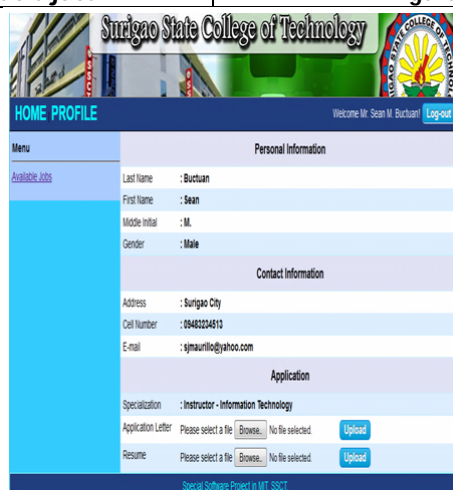 Surigao State College of Technology
HOME PROFILE
Welcome Mr. Sean M. Buctuan! Log-out
Menu
Available Jobs
Personal Information
Last Name : Buctuan
First Name : Sean
Middle Initial : M.
Gender : Male
Contact Information
Address : Surigao City
Cell Number : 09483234513
E-mail : sjmaurillo@yahoo.com
Application
Specialization : Instructor - Information Technology
Application Letter Please select a file Browse.. No file selected. Upload
Resume Please select a file Browse.. No file selected. Upload
Special Software Project in MIT, SSCT